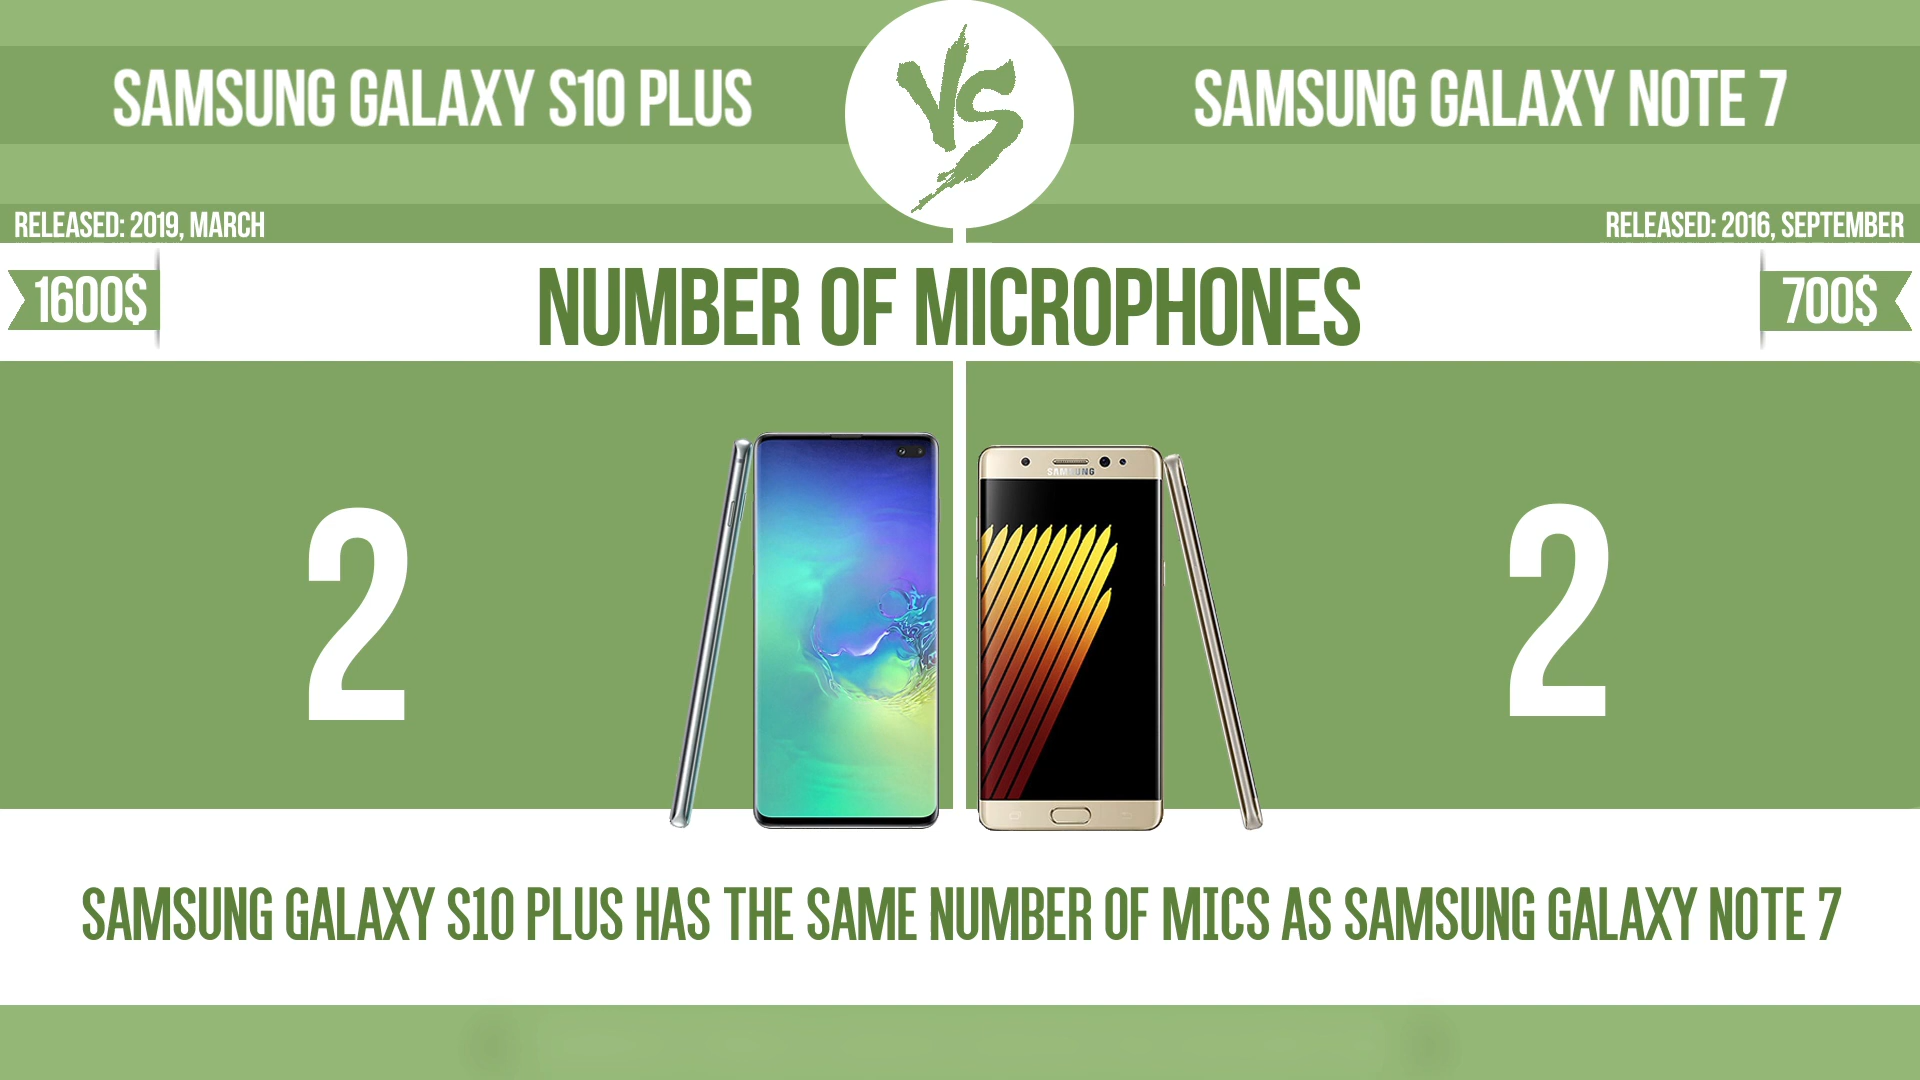 SAMSUNG GALAXY S10 PLUS
VS
SAMSUNG GALAXY NOTE 7
RELEASED: 2019, MARCH
RELEASED: 2016, SEPTEMBER
1600$
NUMBER OF MICROPHONES
700$
SAMSUNG
2
2
SAMSUNG GALAXY S10 PLUS HAS THE SAME NUMBER OF MICS AS SAMSUNG GALAXY NOTE 7